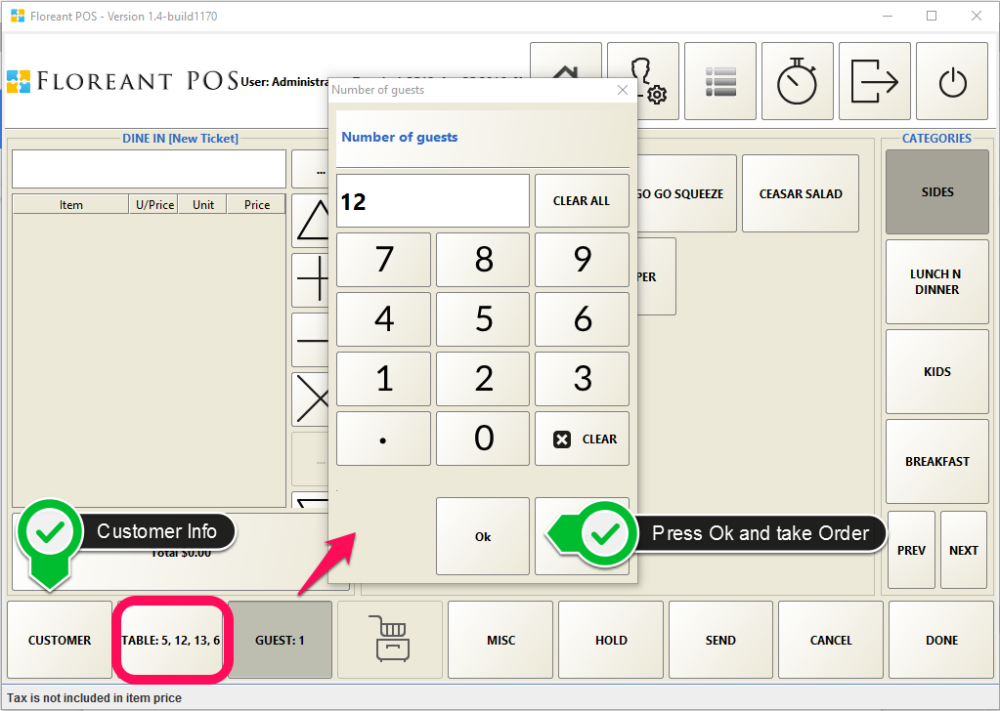 Floreant POS - Version 1.4-build1170
FLOREANT POS
User: Administra
Number of guests
DINE IN [New Ticket]
Number of guests
CATEGORIES
...
12
CLEAR ALL
GO GO SQUEEZE
CEASAR SALAD
SIDES
Item
U/Price
Unit
Price
7
8
9
PER
LUNCH N
DINNER
4
5
6
1
2
3
KIDS
.
0
CLEAR
...
BREAKFAST
Customer Info
Ok
Press Ok and take Order
Total $0.00
PREV
NEXT
CUSTOMER
TABLE: 5, 12, 13, 6
GUEST: 1
MISC
HOLD
SEND
CANCEL
DONE
Tax is not included in item price